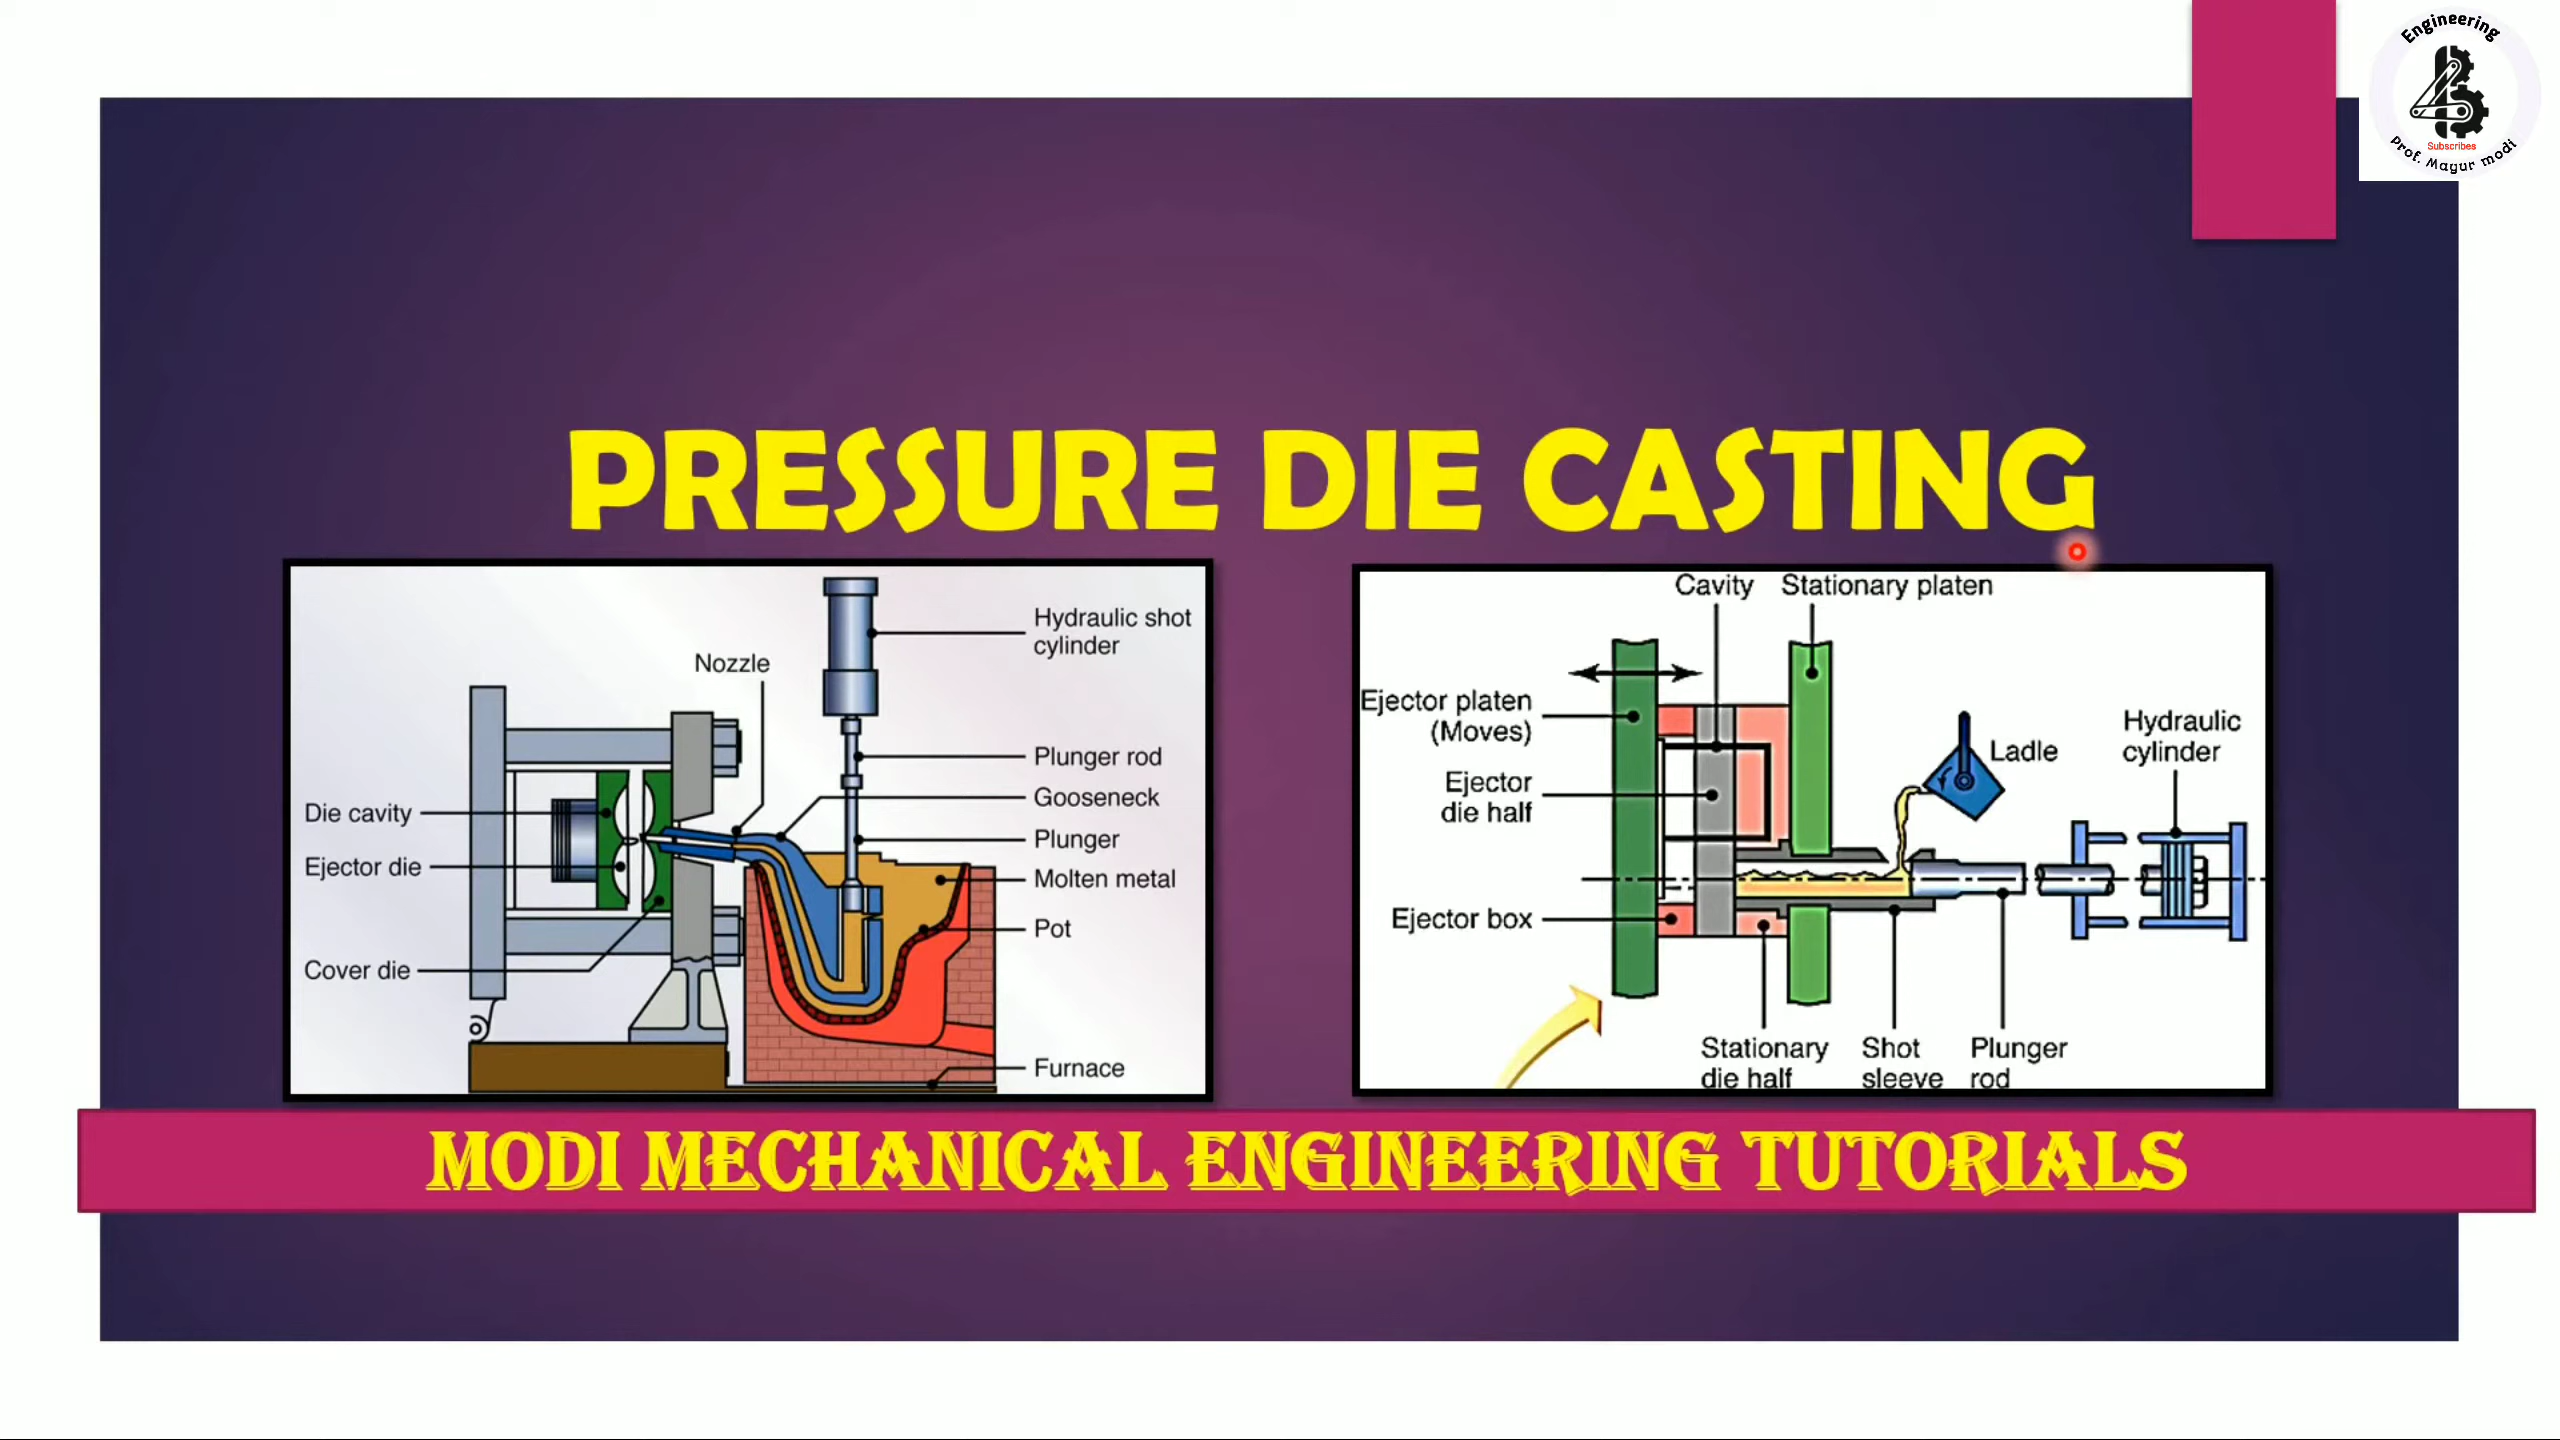 Engineering
Subscribes
Prof. Mayur modi
PRESSURE DIE CASTING
Hydraulic shot
cylinder
Nozzle
Plunger rod
Gooseneck
Die cavity
Plunger
Ejector die
Molten metal
Pot
Cover die
Furnace
Cavity
Stationary platen
Ejector platen
(Moves)
Hydraulic
cylinder
Ladle
Ejector
die half
Ejector box
Stationary
die half
Shot
sleeve
Plunger
rod
MODI MECHANICAL ENGINEERING TUTORIALS